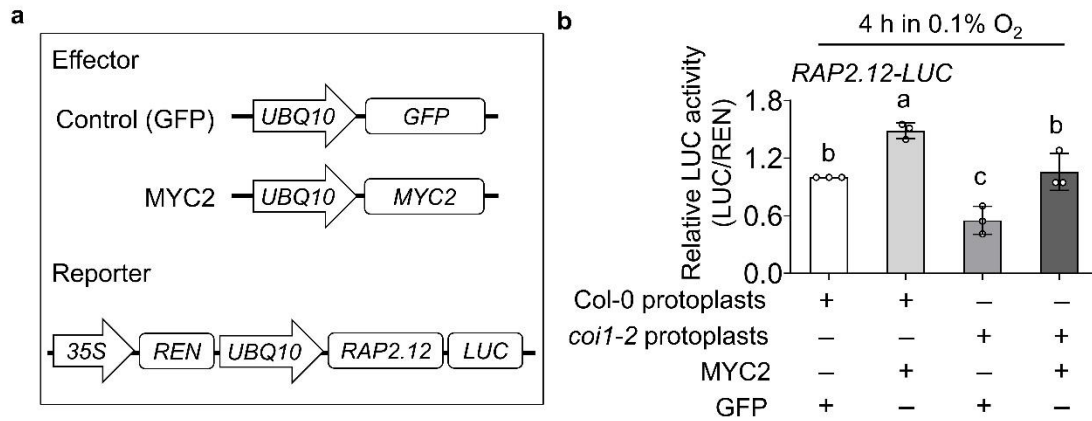 a
Effector
Control (GFP) UBQ10 GFP
MYC2 UBQ10 MYC2
Reporter
35S REN UBQ10 RAP2.12 LUC
b
4 h in 0.1% O₂
RAP2.12-LUC
Relative LUC activity
(LUC/REN)
1.8
1.2
0.6
0.0
b a c b
Col-0 protoplasts + + – –
coi1-2 protoplasts – – + +
MYC2 – + – +
GFP + – + –